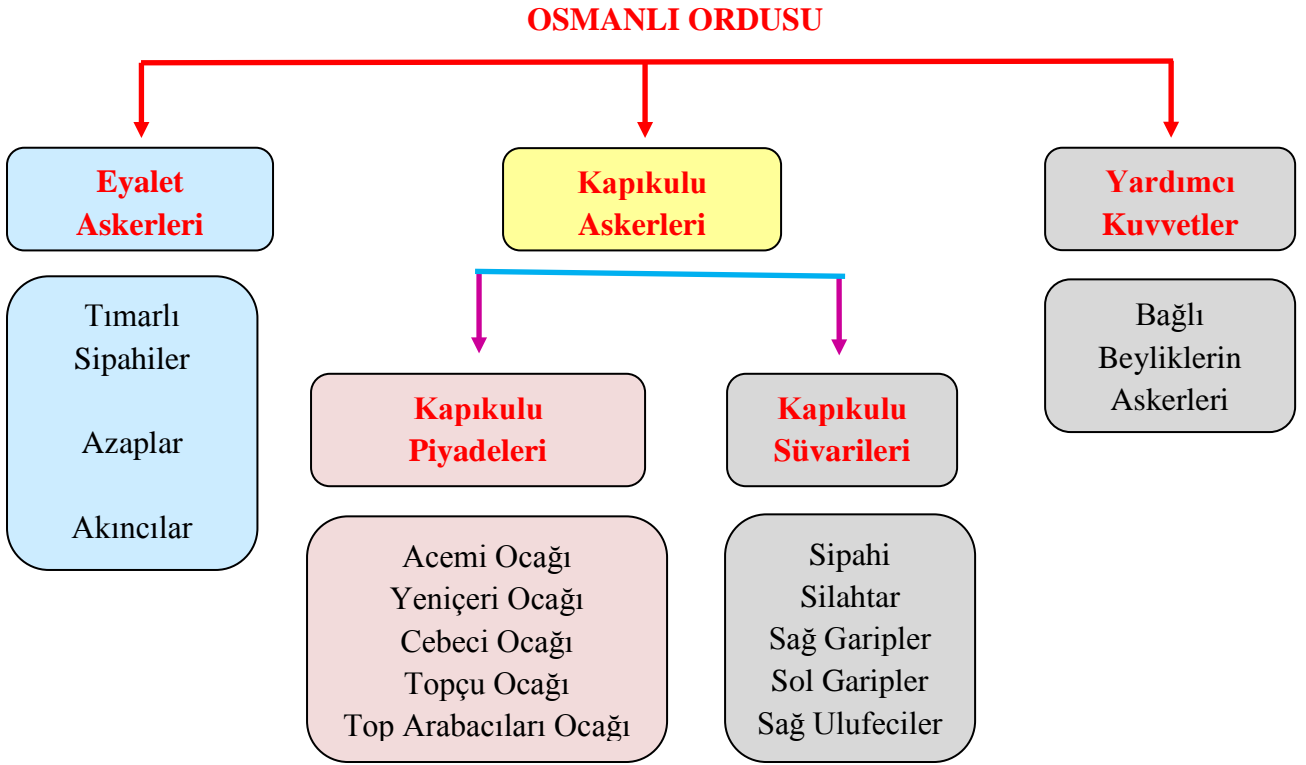 OSMANLI ORDUSU
Eyalet
Askerleri
Kapıkulu
Askerleri
Yardımcı
Kuvvetler
Tımarlı
Sipahiler
Azaplar
Akıncılar
Bağlı
Beyliklerin
Askerleri
Kapıkulu
Piyadeleri
Kapıkulu
Süvarileri
Acemi Ocağı
Yeniçeri Ocağı
Cebeci Ocağı
Topçu Ocağı
Top Arabacıları Ocağı
Sipahi
Silahtar
Sağ Garipler
Sol Garipler
Sağ Ulufeciler